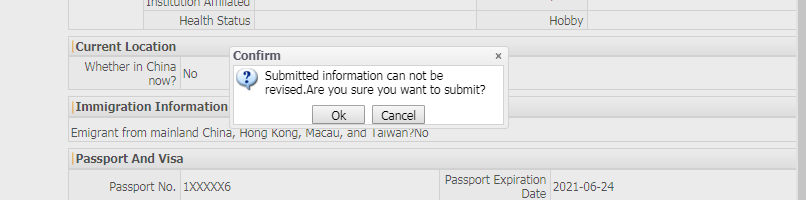 Institution Affiliated
Health Status Hobby
Current Location
Whether in China
now? No
Confirm
Submitted information can not be
revised.Are you sure you want to submit?
Ok Cancel
Immigration Information
Emigrant from mainland China, Hong Kong, Macau, and Taiwan?No
Passport And Visa
Passport No. 1XXXXX6 Passport Expiration
Date 2021-06-24